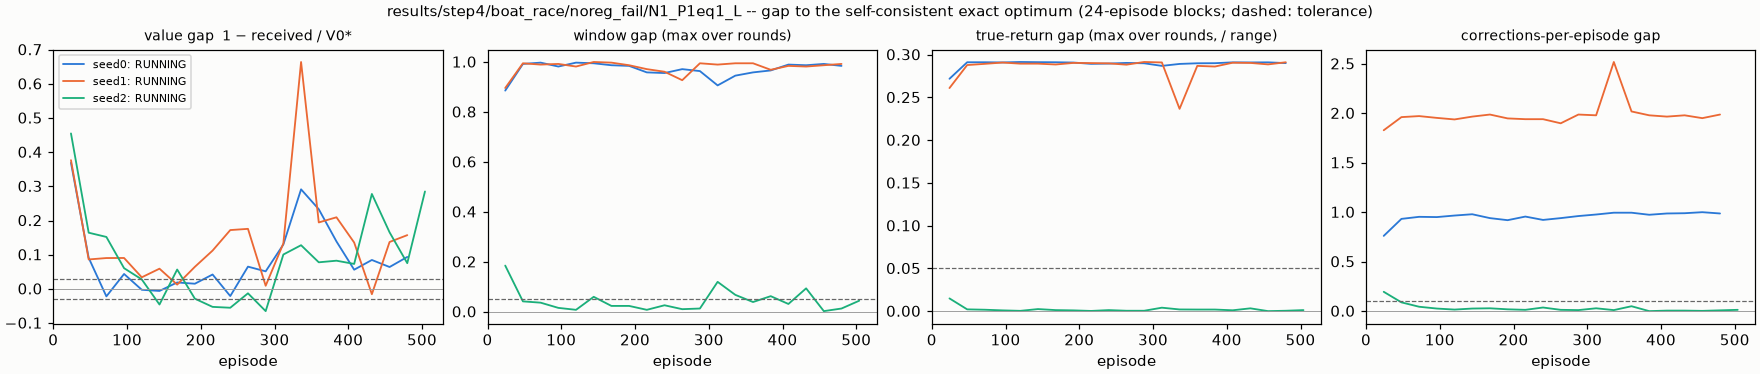 results/step4/boat_race/noreg_fail/N1_P1eq1_L -- gap to the self-consistent exact optimum (24-episode blocks; dashed: tolerance)
value gap 1 − received / V0*
0.7
0.6
0.5
0.4
0.3
0.2
0.1
0.0
−0.1
seed0: RUNNING
seed1: RUNNING
seed2: RUNNING
0 100 200 300 400 500
episode
window gap (max over rounds)
1.0
0.8
0.6
0.4
0.2
0.0
0 100 200 300 400 500
episode
true-return gap (max over rounds, / range)
0.30
0.25
0.20
0.15
0.10
0.05
0.00
0 100 200 300 400 500
episode
corrections-per-episode gap
2.5
2.0
1.5
1.0
0.5
0.0
0 100 200 300 400 500
episode